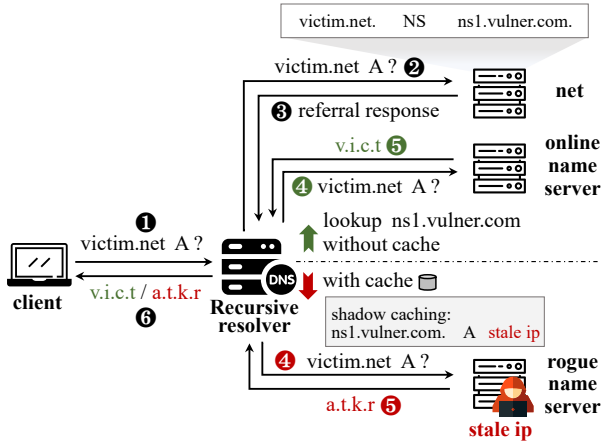 victim.net. NS ns1.vulner.com.
victim.net A ? ❷
❸ referral response
net
v.i.c.t ❺
❹ victim.net A ?
online
name
server
❶
victim.net A ?
lookup ns1.vulner.com
without cache
DNS
with cache
client
v.i.c.t / a.t.k.r
❻
Recursive
resolver
shadow caching:
ns1.vulner.com. A stale ip
❹ victim.net A ?
a.t.k.r ❺
rogue
name
server
stale ip